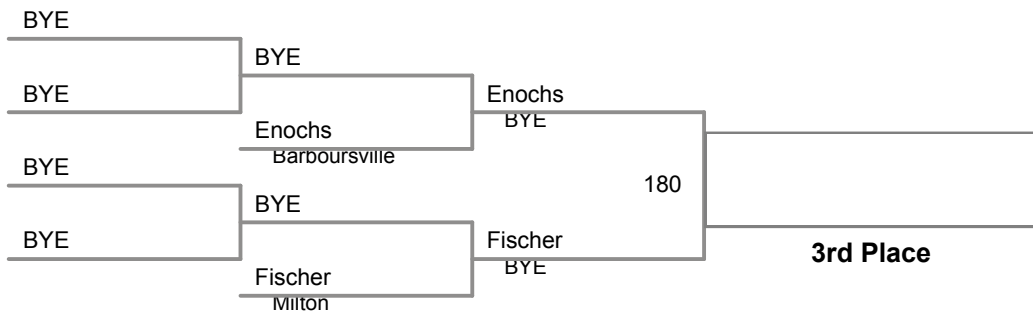 BYE
BYE
BYE
Enochs
BYE
Enochs
Barboursville
BYE
180
BYE
BYE
Fischer
BYE
3rd Place
Fischer
Milton